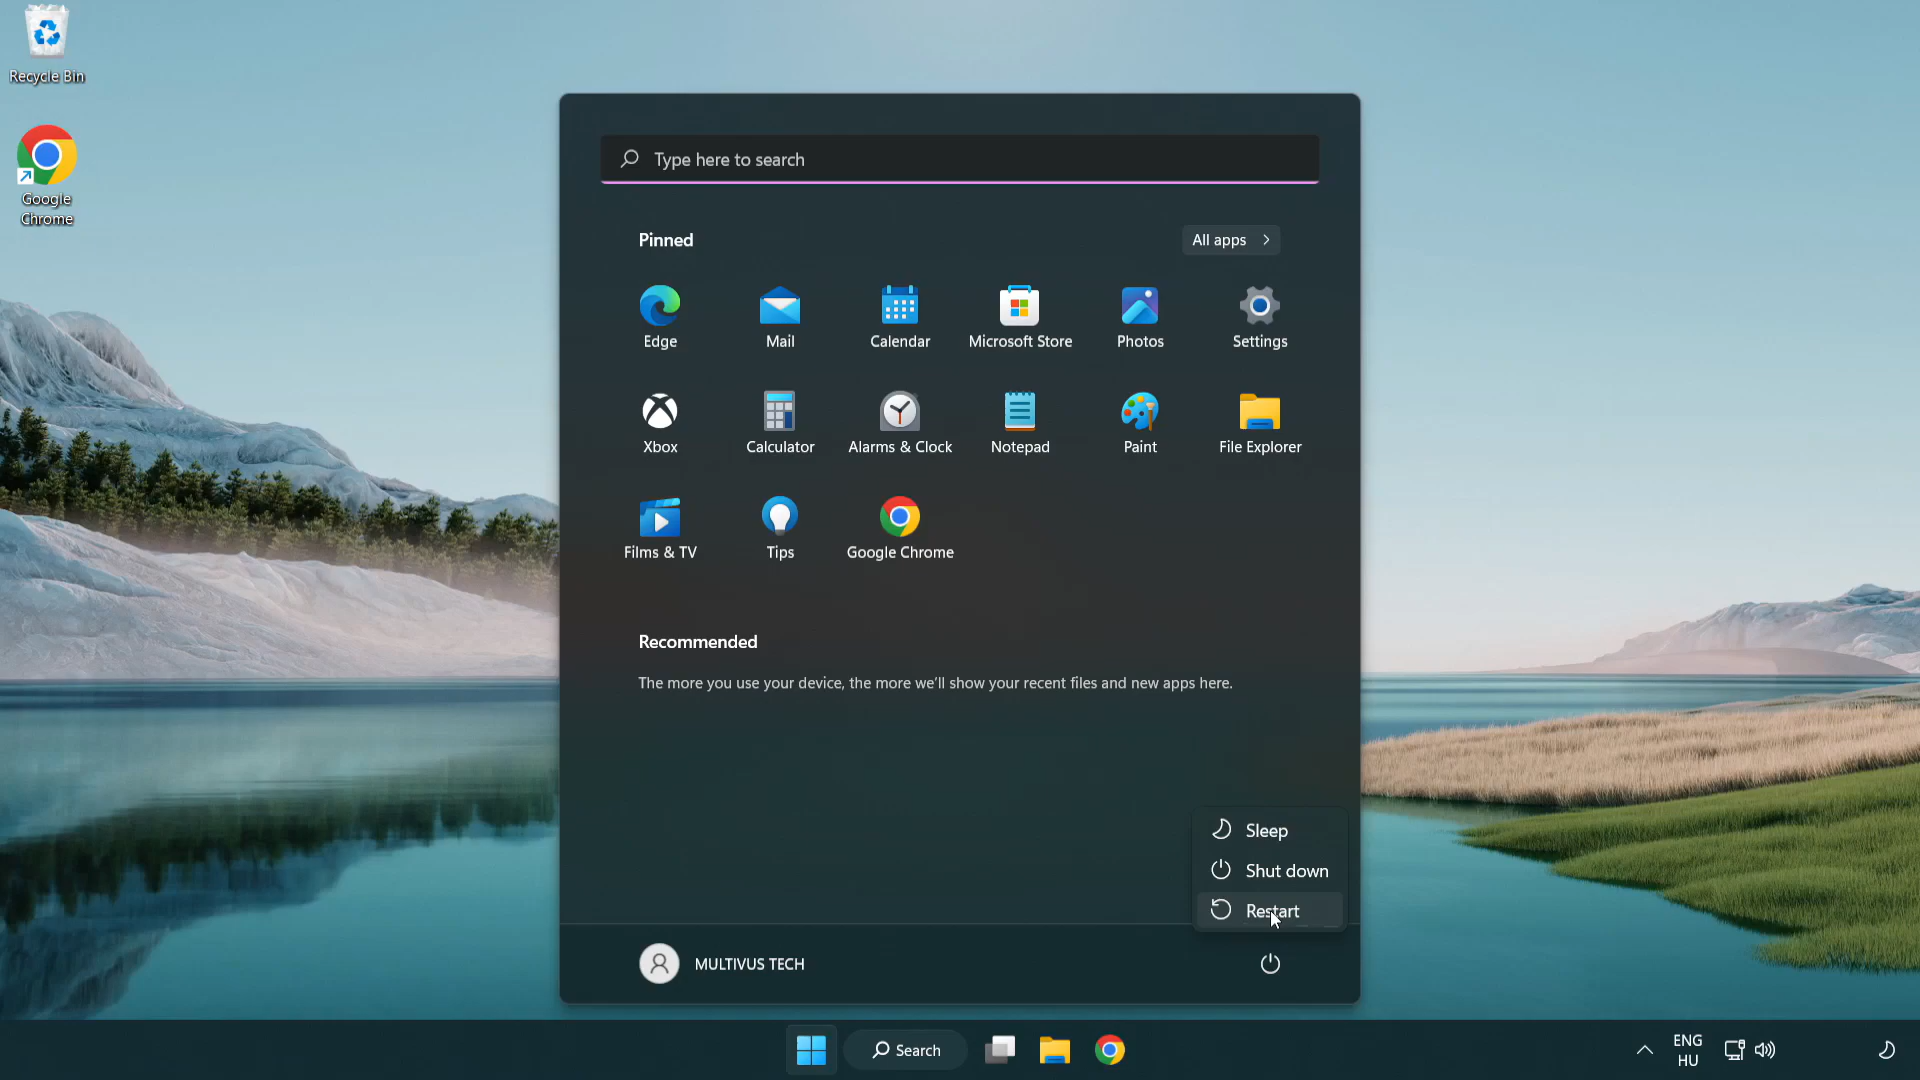 Recycle Bin
Google
Chrome
Type here to search
Pinned
All apps
Edge
Mail
Calendar
Microsoft Store
Photos
Settings
Xbox
Calculator
Alarms & Clock
Notepad
Paint
File Explorer
Films & TV
Tips
Google Chrome
Recommended
The more you use your device, the more we’ll show your recent files and new apps here.
Sleep
Shut down
Restart
MULTIVUS TECH
Search
ENG
HU